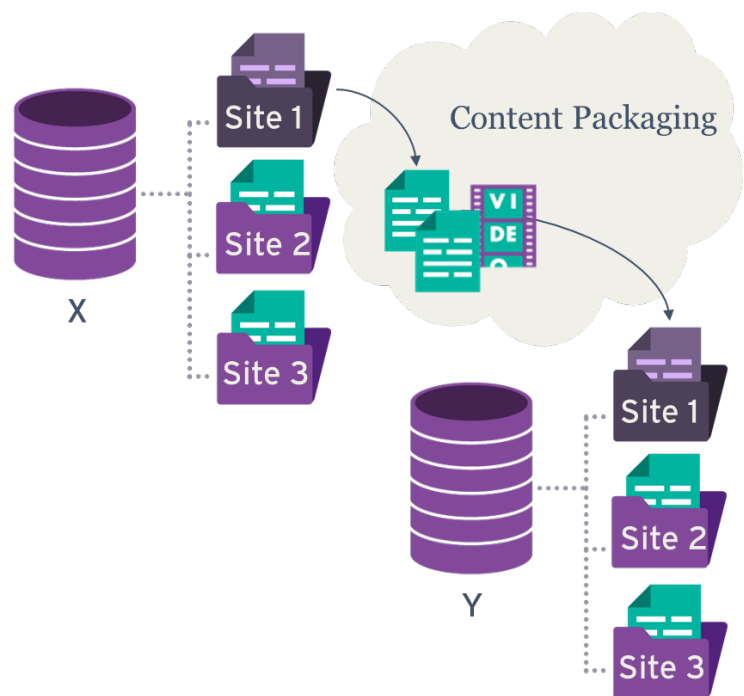 Site 1
Content Packaging
Site 2
VI
DE
O
X
Site 3
Site 1
Site 2
Y
Site 3